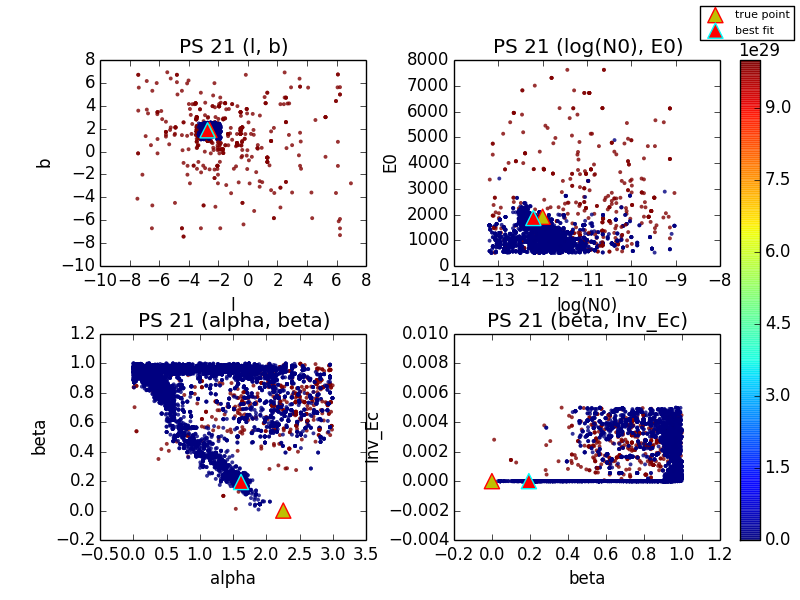 true point
best fit
PS 21 (l, b)
PS 21 (log(N0), E0)
1e29
8
6
4
2
0
−2
−4
−6
−8
−10
b
−10 −8 −6 −4 −2 0 2 4 6 8
l
8000
7000
6000
5000
4000
3000
2000
1000
0
E0
−14 −13 −12 −11 −10 −9 −8
log(N0)
9.0
7.5
6.0
4.5
3.0
1.5
0.0
PS 21 (alpha, beta)
PS 21 (beta, Inv_Ec)
1.2
1.0
0.8
0.6
0.4
0.2
0.0
−0.2
beta
−0.5 0.0 0.5 1.0 1.5 2.0 2.5 3.0 3.5
alpha
0.010
0.008
0.006
0.004
0.002
0.000
−0.002
−0.004
Inv_Ec
−0.2 0.0 0.2 0.4 0.6 0.8 1.0 1.2
beta